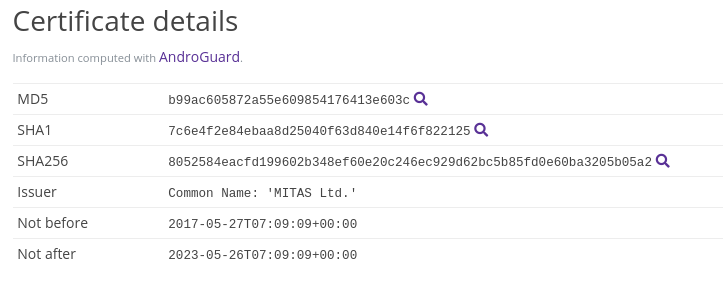 Certificate details
Information computed with AndroGuard.
MD5 b99ac605872a55e609854176413e603c
SHA1 7c6e4f2e84ebaa8d25040f63d840e14f6f822125
SHA256 8052584eacfd199602b348ef60e20c246ec929d62bc5b85fd0e60ba3205b05a2
Issuer Common Name: 'MITAS Ltd.'
Not before 2017-05-27T07:09:09+00:00
Not after 2023-05-26T07:09:09+00:00